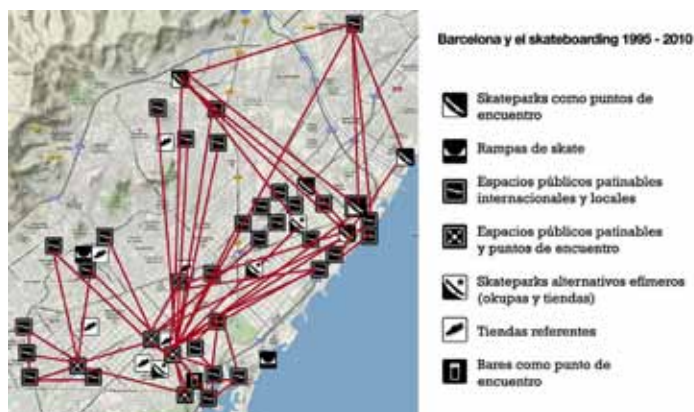 Barcelona y el skateboarding 1995 - 2010
Skateparks como puntos de
encuentro
Rampas de skate
Espacios públicos patinables
internacionales y locales
Espacios públicos patinables
y puntos de encuentro
Skateparks alternativos efímeros
(okupas y tiendas)
Tiendas referentes
Bares como punto de
encuentro